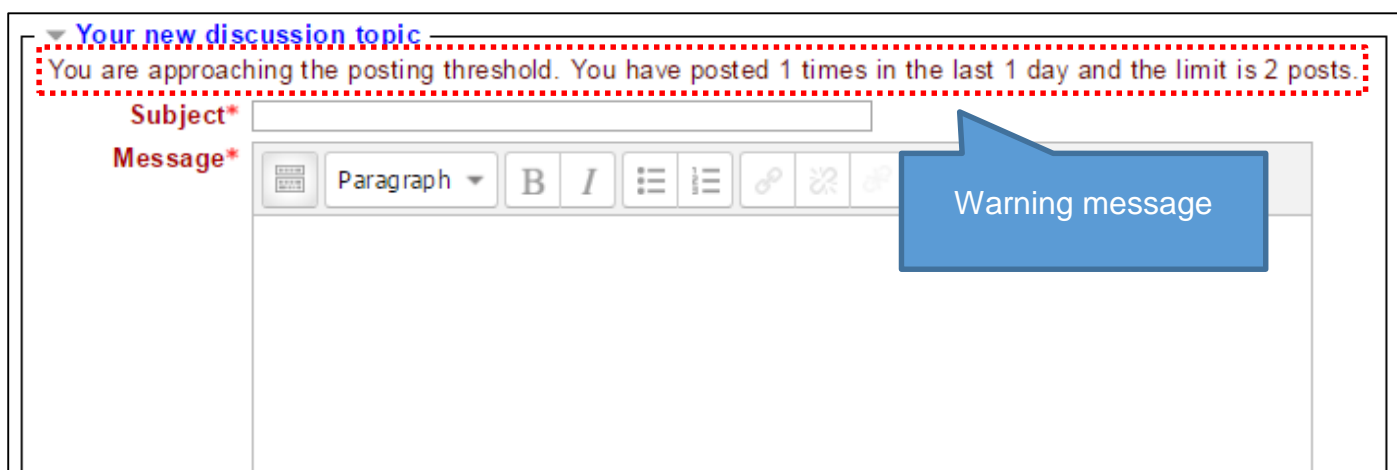 Your new discussion topic
You are approaching the posting threshold. You have posted 1 times in the last 1 day and the limit is 2 posts.
Subject*
Message*
Paragraph B I
Warning message